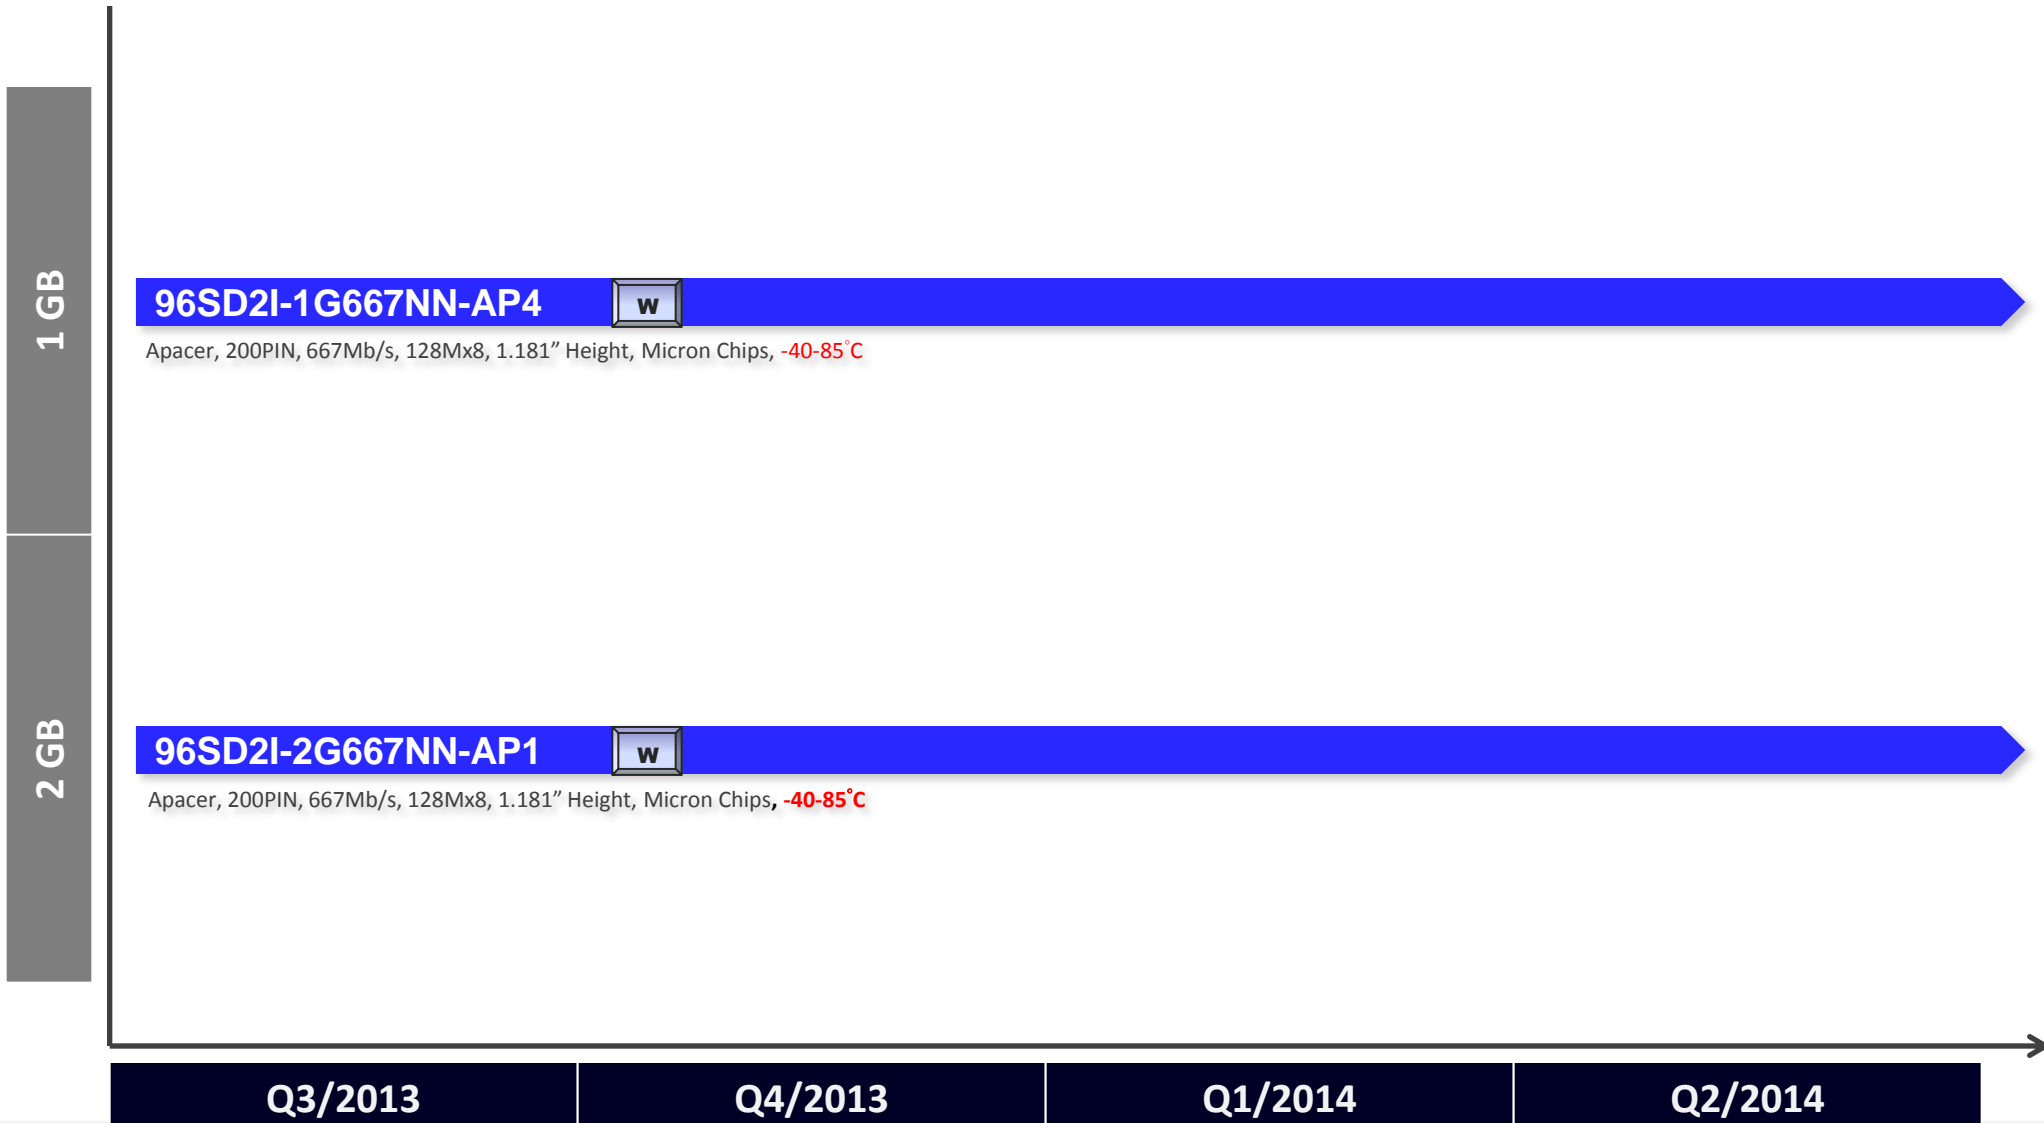 1 GB
96SD2I-1G667NN-AP4
W
Apacer, 200PIN, 667Mb/s, 128Mx8, 1.181” Height, Micron Chips, -40-85°C
2 GB
96SD2I-2G667NN-AP1
W
Apacer, 200PIN, 667Mb/s, 128Mx8, 1.181” Height, Micron Chips, -40-85°C
Q3/2013
Q4/2013
Q1/2014
Q2/2014